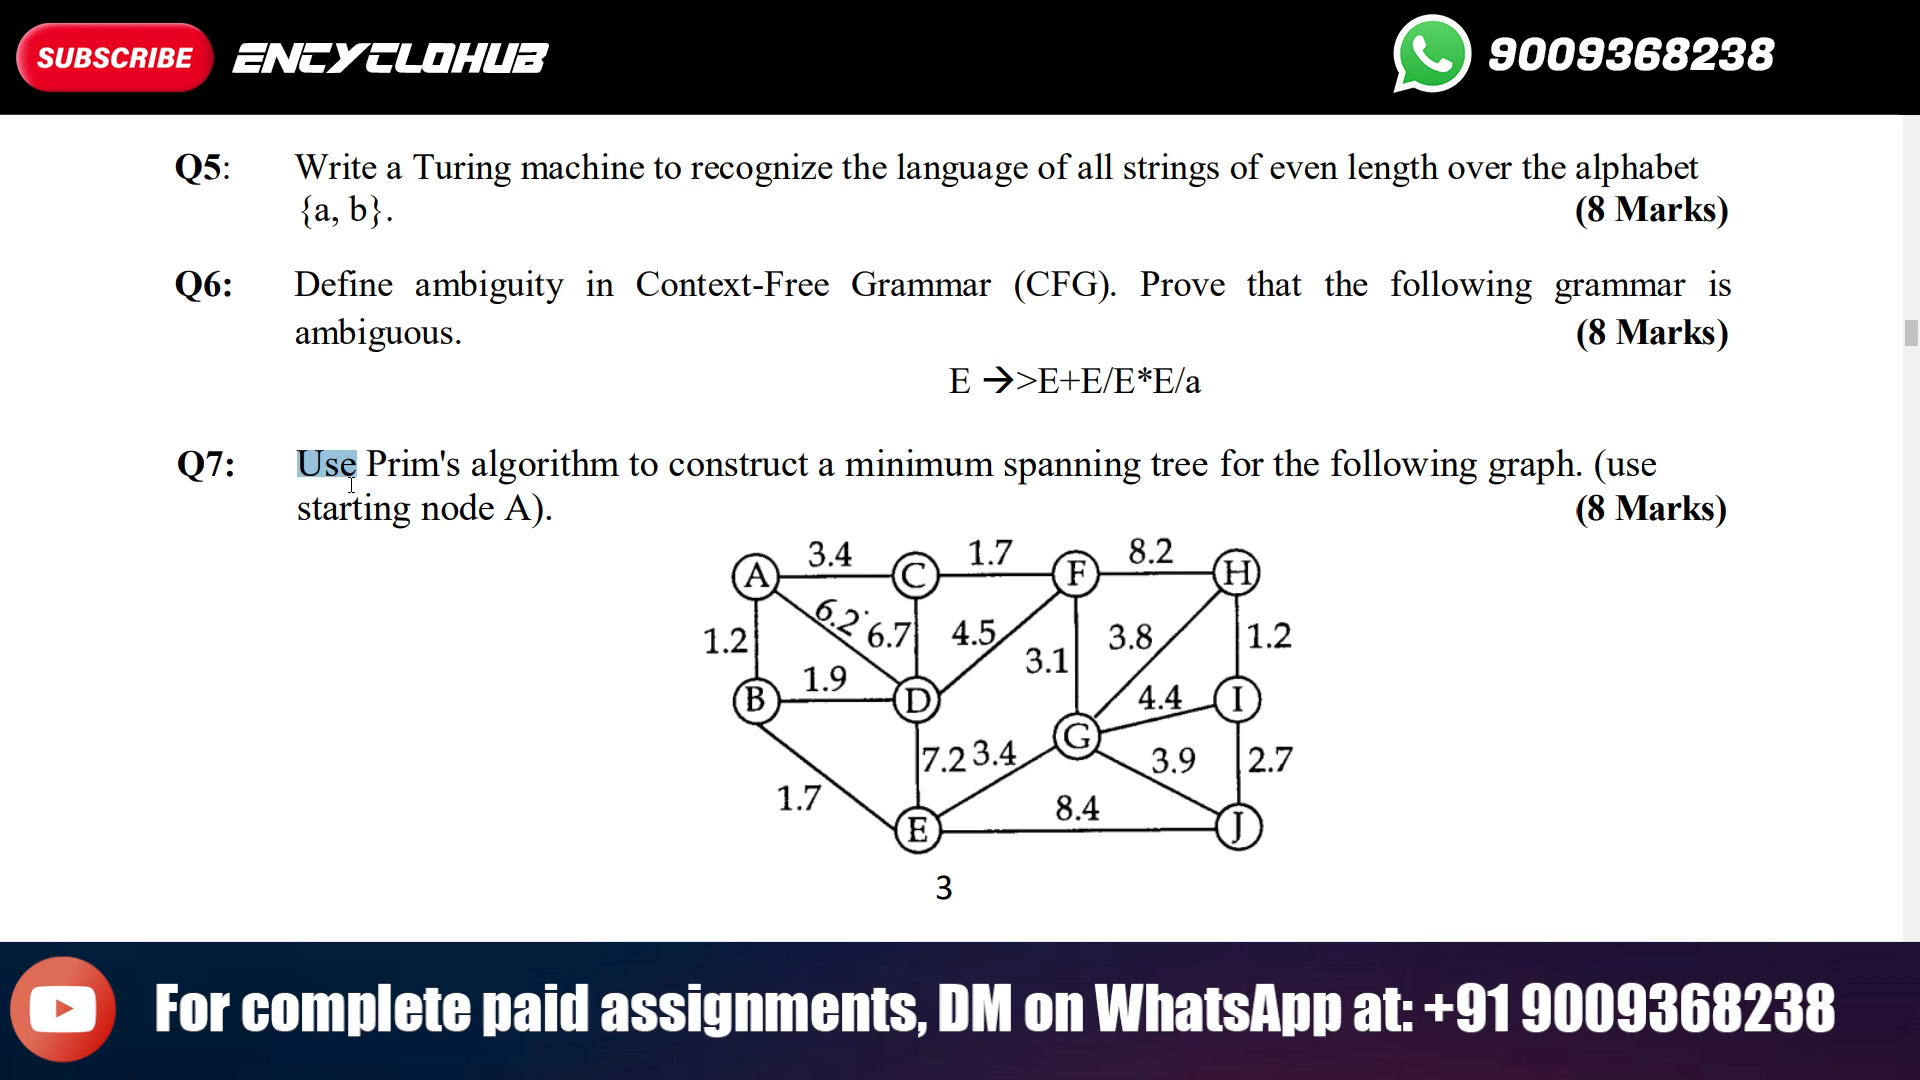 SUBSCRIBE ENCYCLOHUB 9009368238
Q5: Write a Turing machine to recognize the language of all strings of even length over the alphabet
{a, b}. (8 Marks)
Q6: Define ambiguity in Context-Free Grammar (CFG). Prove that the following grammar is
ambiguous. (8 Marks)
E →>E+E/E*E/a
Q7: Use Prim's algorithm to construct a minimum spanning tree for the following graph. (use
starting node A). (8 Marks)
3.4 1.7 8.2
A C F H
6.2 6.7 4.5 3.8
1.2 3.1 1.2
1.9 4.4
B D I
G
7.2 3.4 3.9 2.7
1.7 8.4
E J
3
For complete paid assignments, DM on WhatsApp at: +91 9009368238